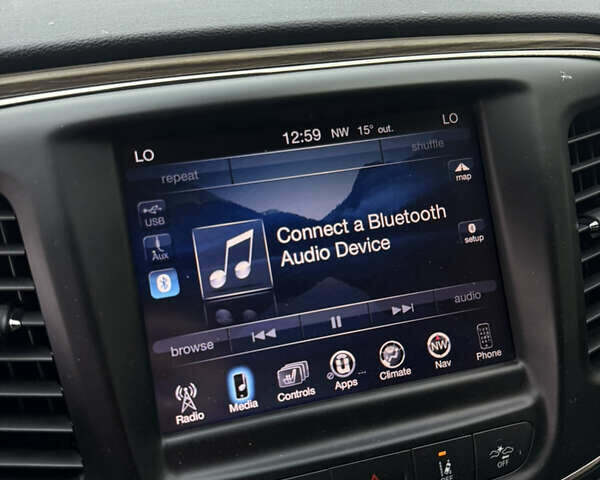 LO 12:59 NW 15° out. LO
repeat shuffle
USB map
Aux Connect a Bluetooth
Audio Device setup
browse audio
Radio Media Controls Apps ... Climate NW Nav Phone
OFF OFF